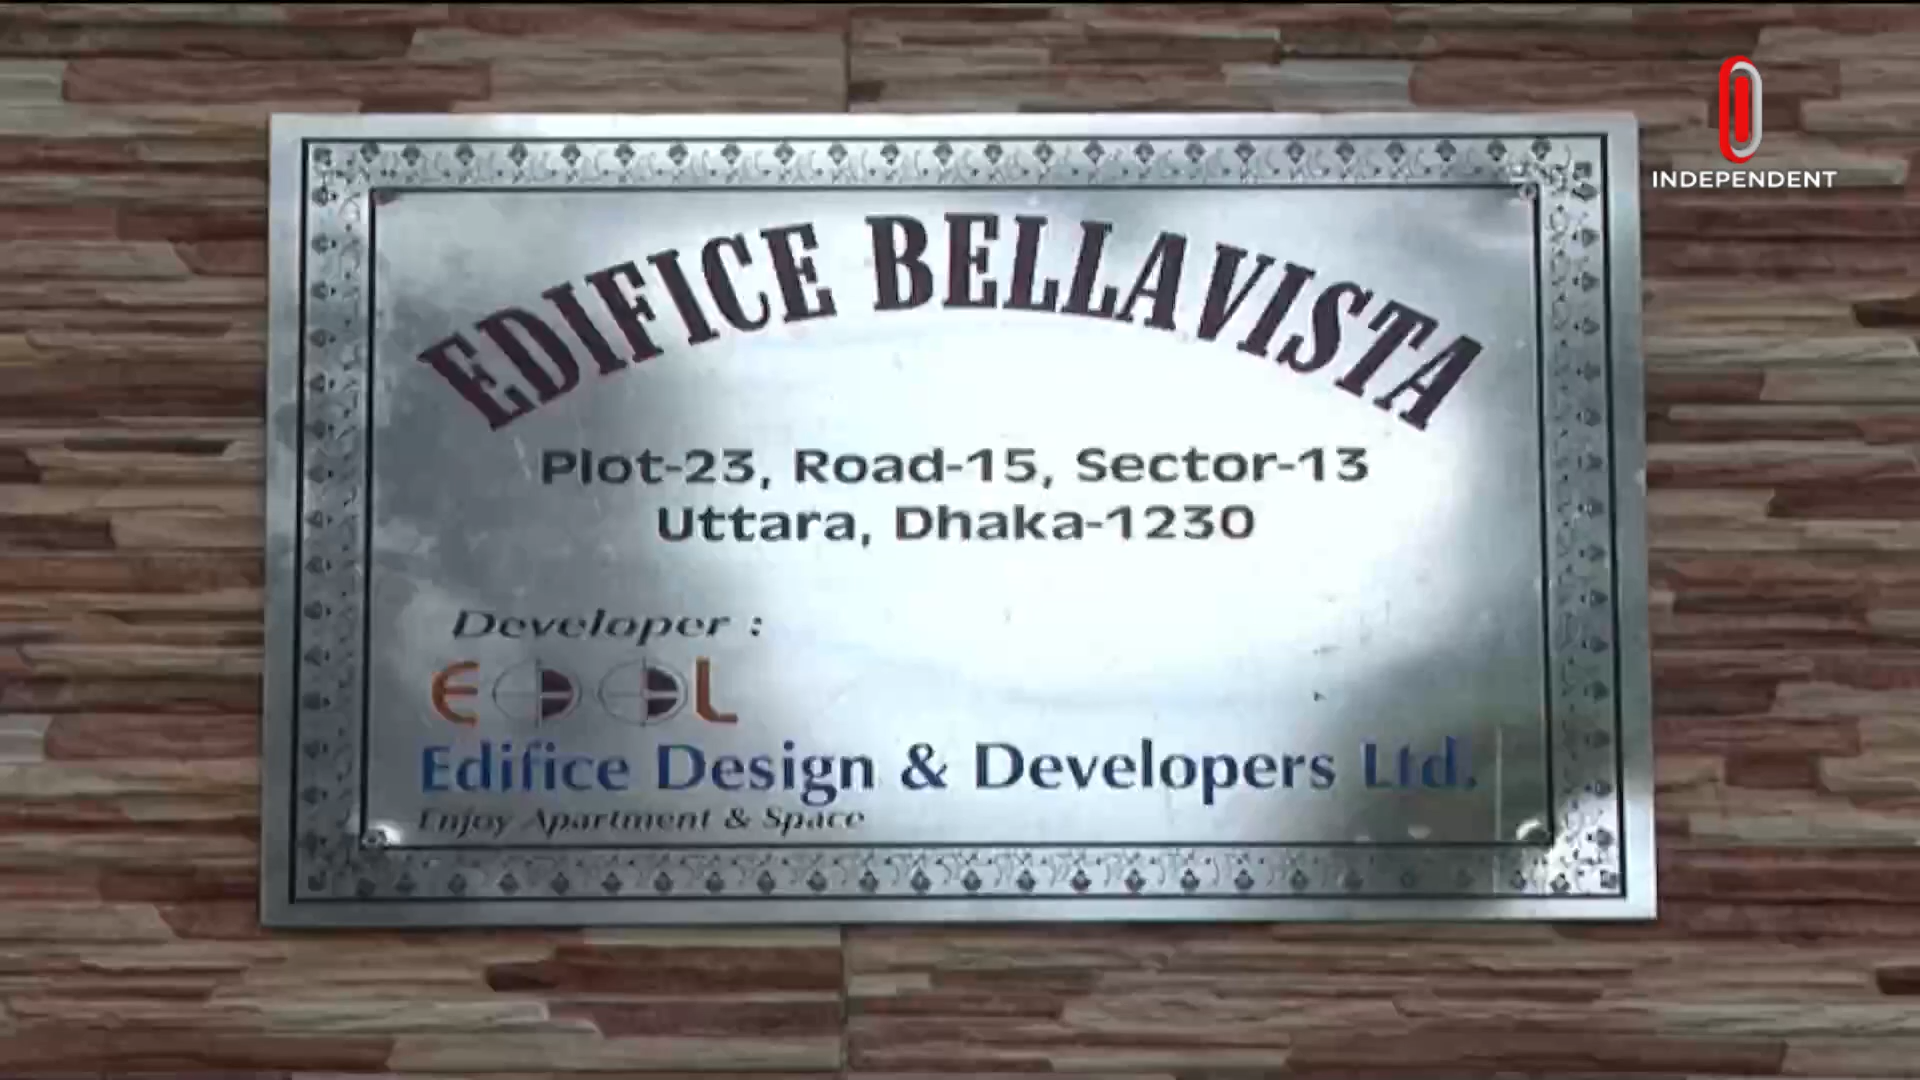 INDEPENDENT
EDIFICE BELLAVISTA
Plot-23, Road-15, Sector-13
Uttara, Dhaka-1230
Developer :
EDDL
Edifice Design & Developers Ltd.
Enjoy Apartment & Space